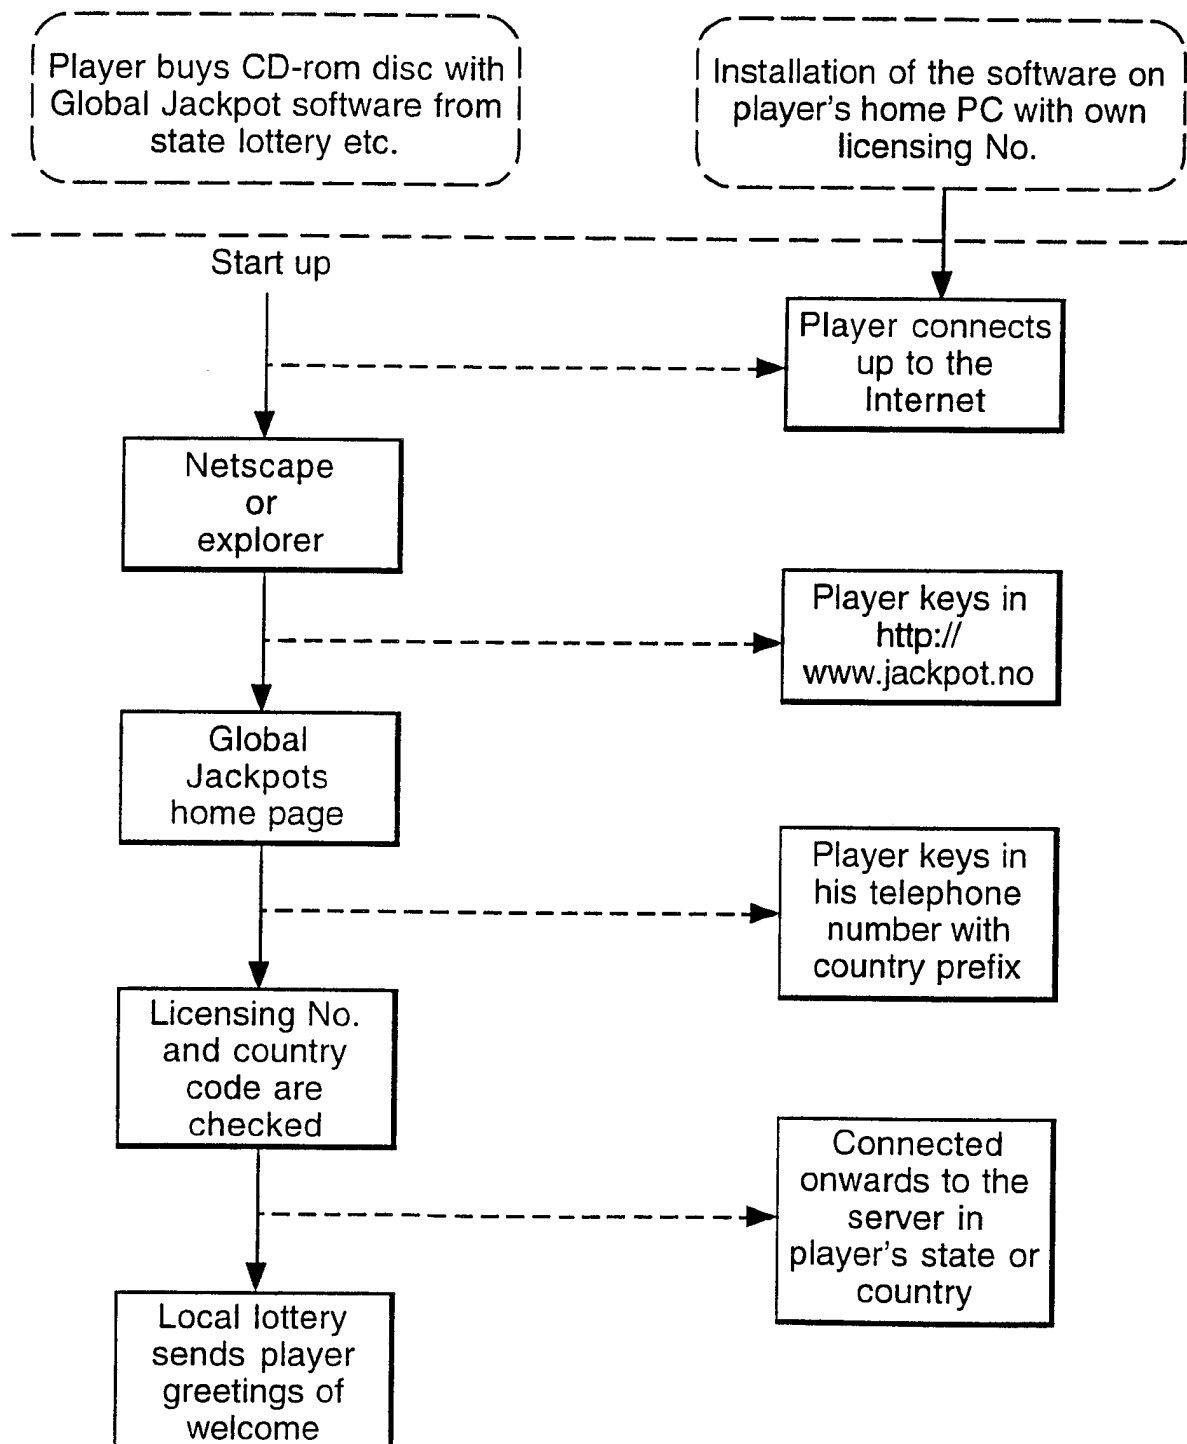 Player buys CD-rom disc with
Global Jackpot software from
state lottery etc.
Installation of the software on
player's home PC with own
licensing No.
Start up
Player connects
up to the
Internet
Netscape
or
explorer
Player keys in
http://
www.jackpot.no
Global
Jackpots
home page
Player keys in
his telephone
number with
country prefix
Licensing No.
and country
code are
checked
Connected
onwards to the
server in
player's state or
country
Local lottery
sends player
greetings of
welcome